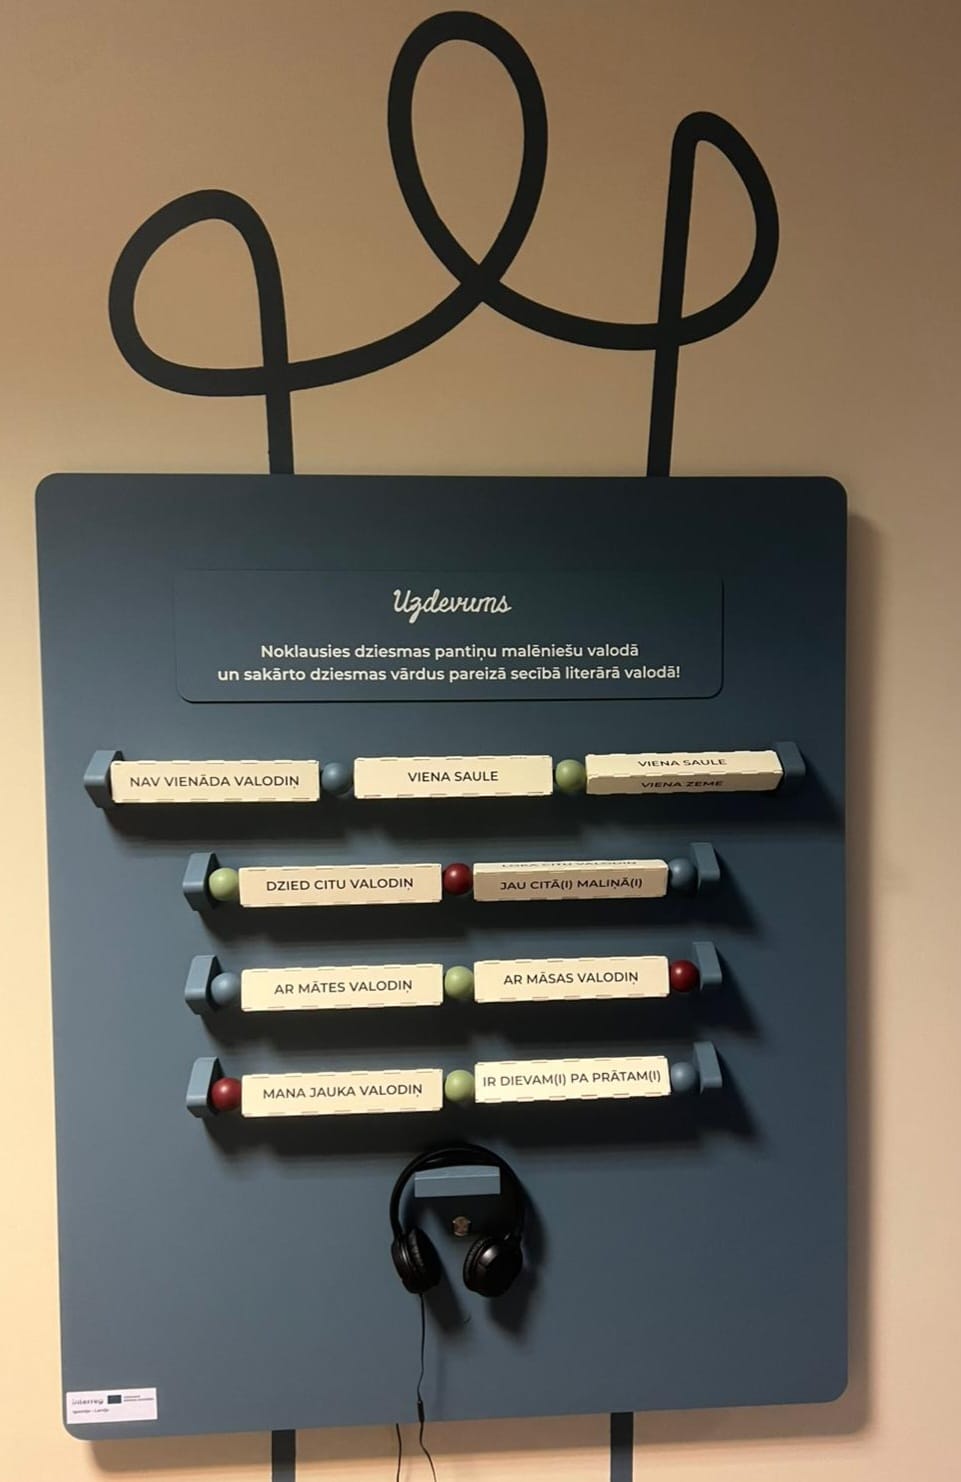 Uzdevums
Noklausies dziesmas pantiņu malēniešu valodā
un sakārto dziesmas vārdus pareizā secībā literārā valodā!
NAV VIENĀDA VALODIŅ
VIENA SAULE
VIENA SAULE
VIENA ZEME
DZIED CITU VALODIŅ
JAU CITĀ(I) MALIŅĀ(I)
AR MĀTES VALODIŅ
AR MĀSAS VALODIŅ
MANA JAUKA VALODIŅ
IR DIEVAM(I) PA PRĀTAM(I)
Interreg